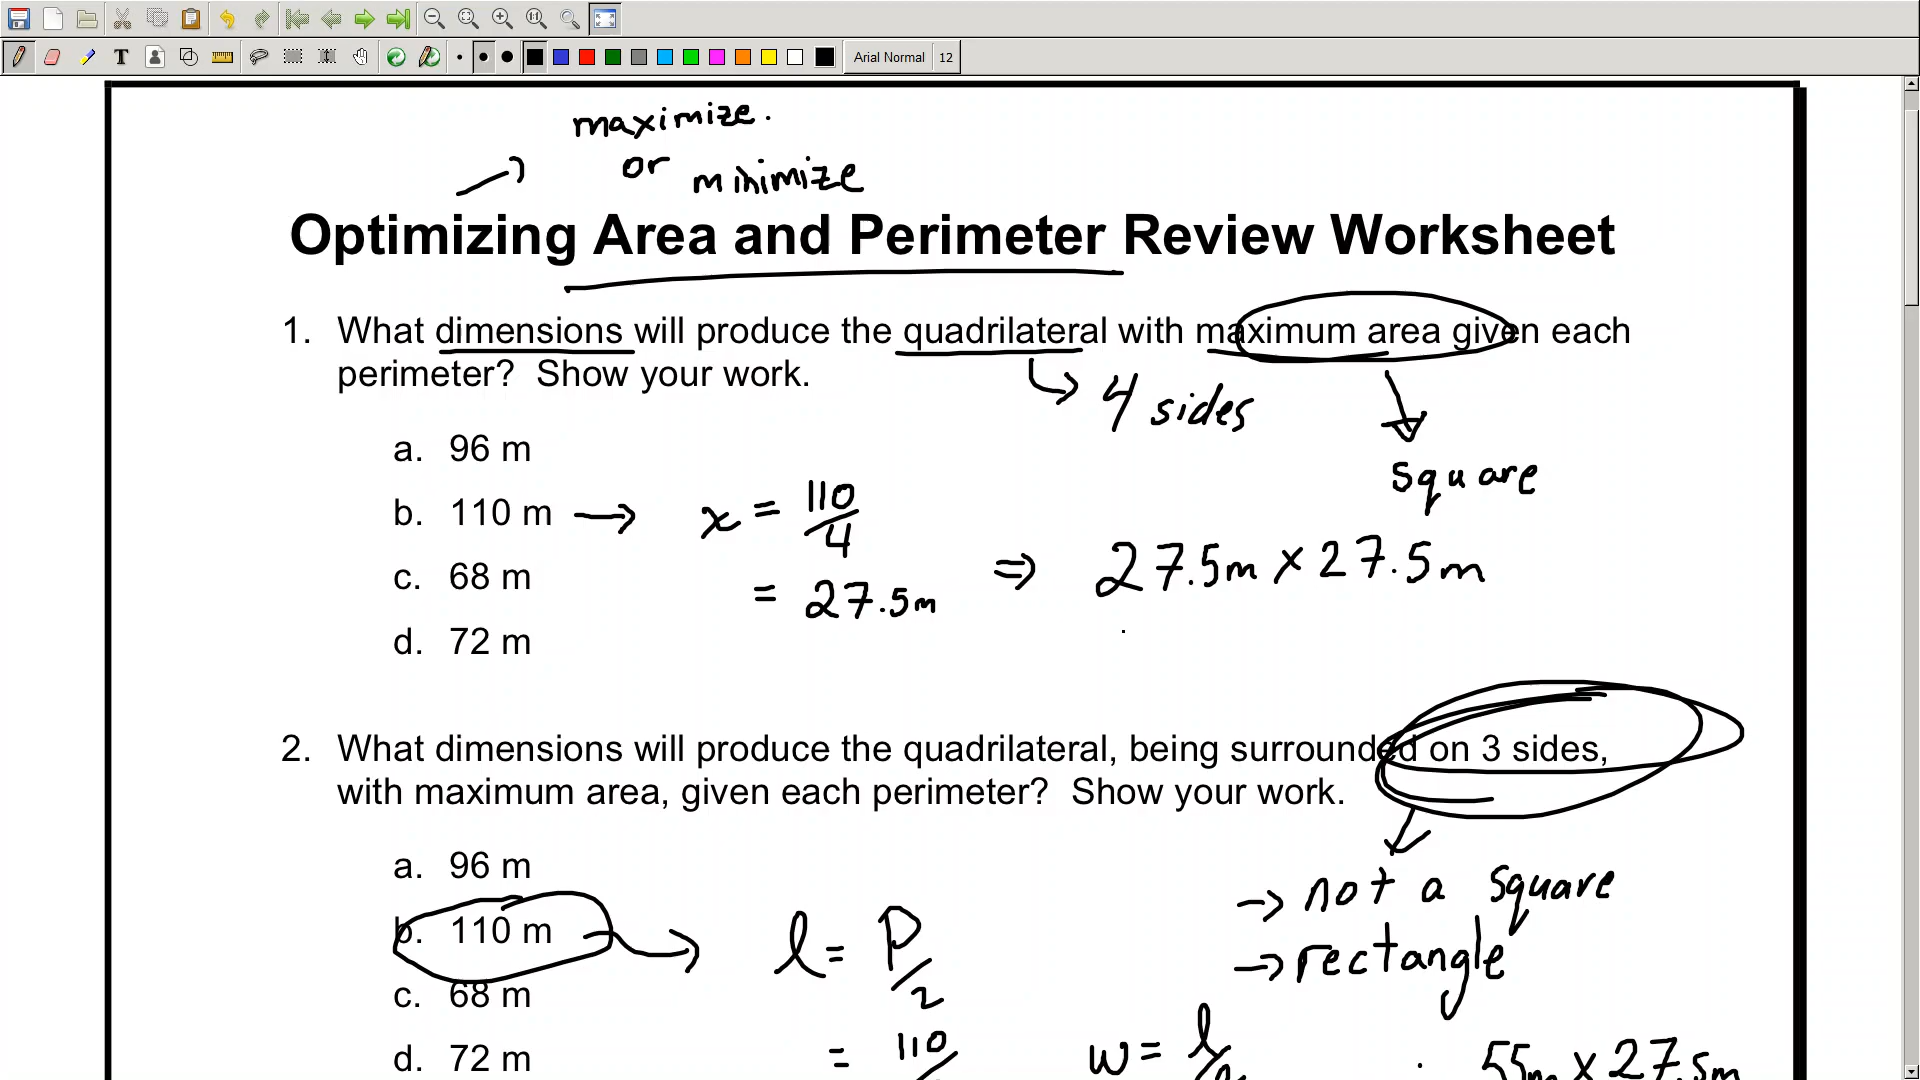 Arial Normal 12
maximize.
or minimize
Optimizing Area and Perimeter Review Worksheet
1. What dimensions will produce the quadrilateral with maximum area given each
perimeter? Show your work.
4 sides
square
a. 96 m
b. 110 m → x = 110/4
= 27.5m ⇒ 27.5m × 27.5m
c. 68 m
d. 72 m
2. What dimensions will produce the quadrilateral, being surrounded on 3 sides,
with maximum area, given each perimeter? Show your work.
→ not a square
→ rectangle
a. 96 m
b. 110 m → l = P/2
c. 68 m
d. 72 m
= 110/
w = l/
55m × 27.5m